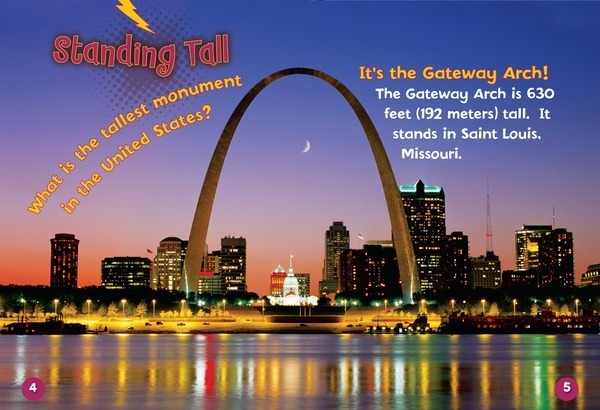 Standing Tall
What is the tallest monument
in the United States?
It's the Gateway Arch!
The Gateway Arch is 630
feet (192 meters) tall. It
stands in Saint Louis,
Missouri.
4
5